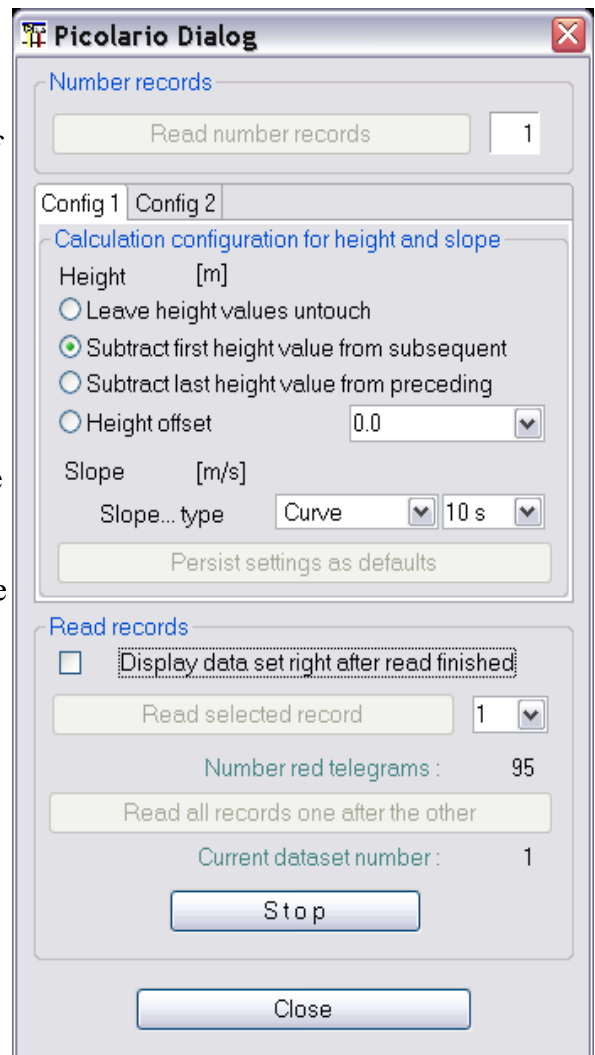 Picolario Dialog
Number records
Read number records 1
Config 1 Config 2
Calculation configuration for height and slope
Height [m]
Leave height values untouch
Subtract first height value from subsequent
Subtract last height value from preceding
Height offset 0.0
Slope [m/s]
Slope... type Curve 10 s
Persist settings as defaults
Read records
Display data set right after read finished
Read selected record 1
Number red telegrams : 95
Read all records one after the other
Current dataset number : 1
Stop
Close